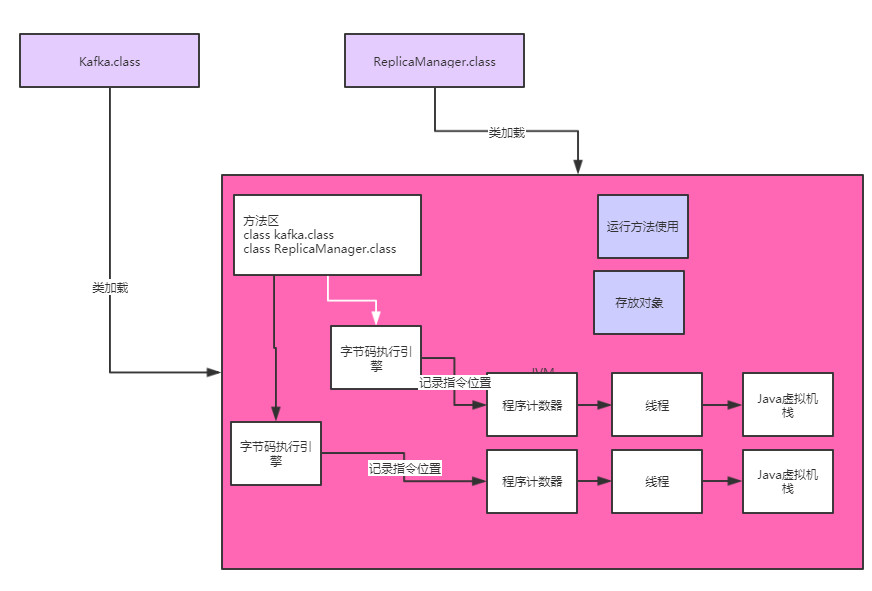 Kafka.class
ReplicaManager.class
类加载
方法区
class kafka.class
class ReplicaManager.class
运行方法使用
类加载
存放对象
字节码执行引
擎
JVM
记录指令位置
程序计数器
线程
Java虚拟机
栈
字节码执行引
擎
记录指令位置
程序计数器
线程
Java虚拟机
栈